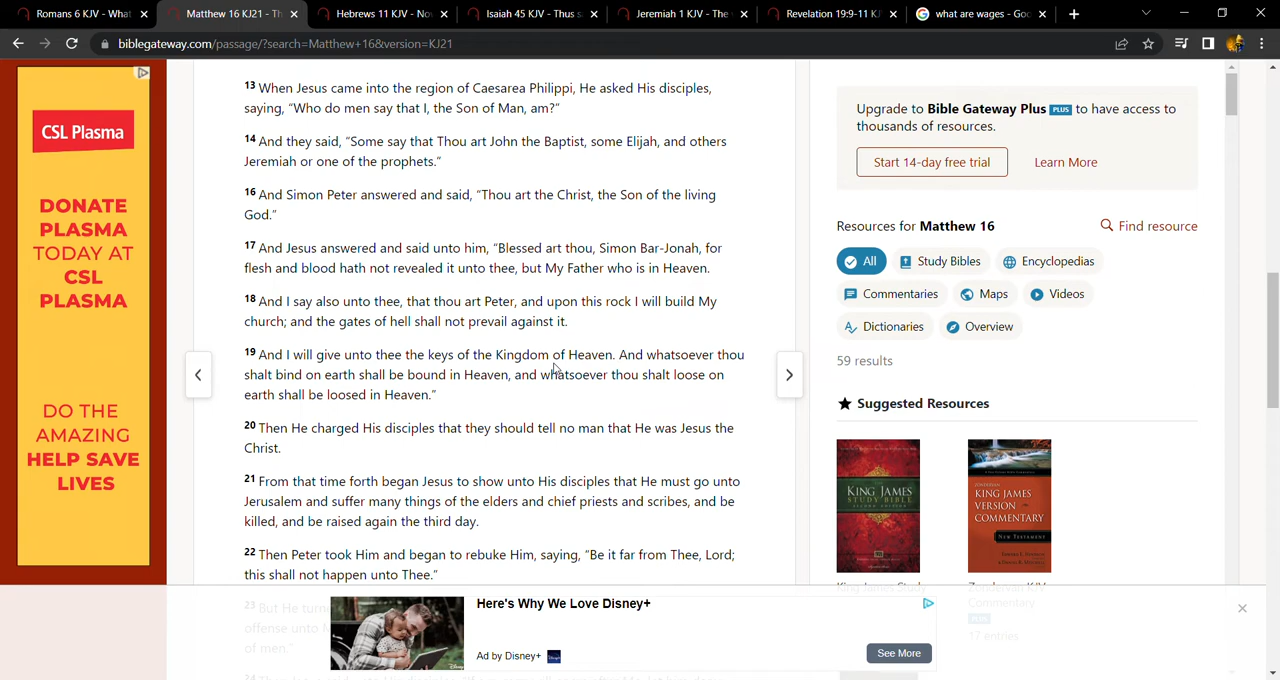 Romans 6 KJV - What
Matthew 16 KJ21 - Th
Hebrews 11 KJV - No
Isaiah 45 KJV - Thus s
Jeremiah 1 KJV - The
Revelation 19:9-11 K
what are wages - Goo
biblegateway.com/passage/?search=Matthew+16&version=KJ21
CSL Plasma
DONATE
PLASMA
TODAY AT
CSL
PLASMA
DO THE
AMAZING
HELP SAVE
LIVES
13 When Jesus came into the region of Caesarea Philippi, He asked His disciples,
saying, “Who do men say that I, the Son of Man, am?”
14 And they said, “Some say that Thou art John the Baptist, some Elijah, and others
Jeremiah or one of the prophets.”
16 And Simon Peter answered and said, “Thou art the Christ, the Son of the living
God.”
17 And Jesus answered and said unto him, “Blessed art thou, Simon Bar-Jonah, for
flesh and blood hath not revealed it unto thee, but My Father who is in Heaven.
18 And I say also unto thee, that thou art Peter, and upon this rock I will build My
church; and the gates of hell shall not prevail against it.
19 And I will give unto thee the keys of the Kingdom of Heaven. And whatsoever thou
shalt bind on earth shall be bound in Heaven, and whatsoever thou shalt loose on
earth shall be loosed in Heaven.”
20 Then He charged His disciples that they should tell no man that He was Jesus the
Christ.
21 From that time forth began Jesus to show unto His disciples that He must go unto
Jerusalem and suffer many things of the elders and chief priests and scribes, and be
killed, and be raised again the third day.
22 Then Peter took Him and began to rebuke Him, saying, “Be it far from Thee, Lord;
this shall not happen unto Thee.”
23 But He turne
offense unto
of men.”
Upgrade to Bible Gateway Plus PLUS to have access to
thousands of resources.
Start 14-day free trial
Learn More
Resources for Matthew 16
Find resource
All
Study Bibles
Encyclopedias
Commentaries
Maps
Videos
Dictionaries
Overview
59 results
Suggested Resources
KING JAMES
STUDY BIBLE
ZONDERVAN
KING JAMES
VERSION
COMMENTARY
NEW TESTAMENT
King James Study
Zondervan KJV
Commentary
PLUS
17 entries
Here's Why We Love Disney+
Ad by Disney+
See More